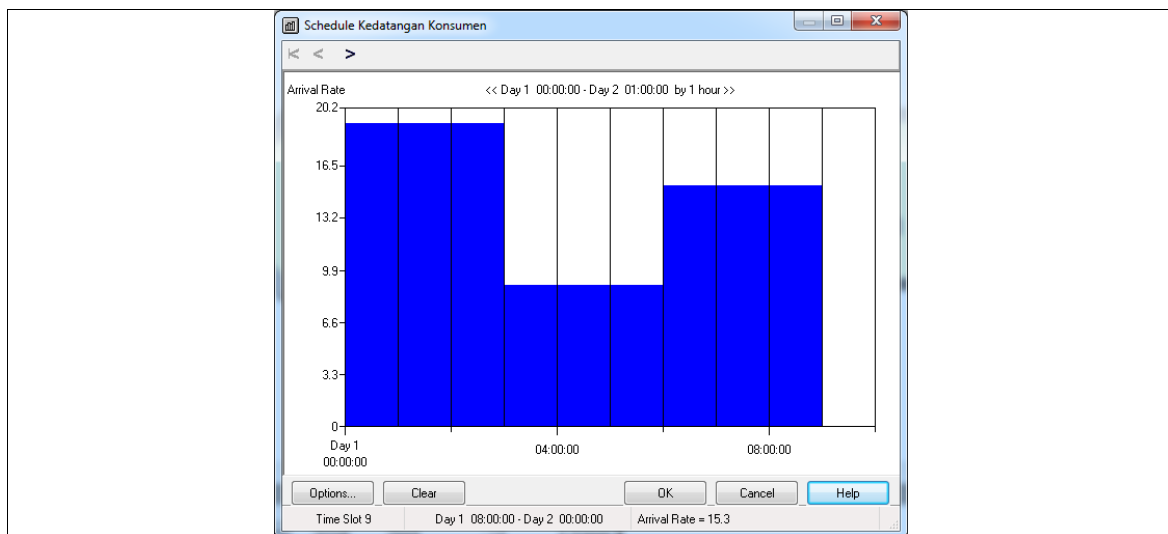 Schedule Kedatangan Konsumen
Arrival Rate
<< Day 1 00:00:00 - Day 2 01:00:00 by 1 hour >>
20.2
16.5
13.2
9.9
6.6
3.3
0
Day 1
00:00:00
04:00:00
08:00:00
Options...
Clear
OK
Cancel
Help
Time Slot 9
Day 1 08:00:00 - Day 2 00:00:00
Arrival Rate = 15.3